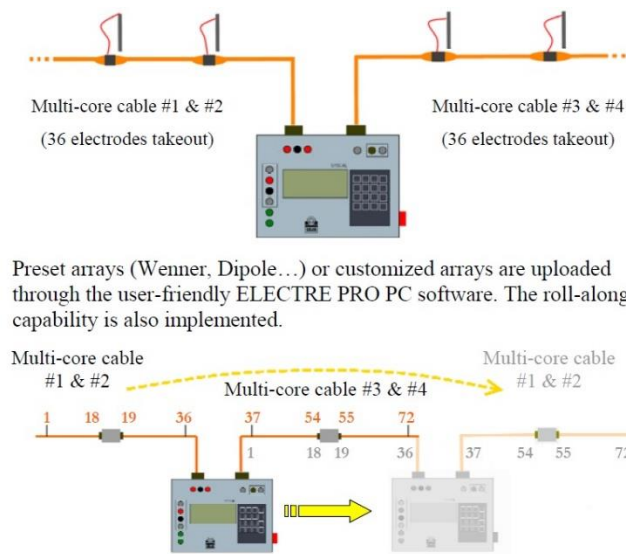 Multi-core cable #1 & #2
(36 electrodes takeout)
Multi-core cable #3 & #4
(36 electrodes takeout)
Preset arrays (Wenner, Dipole…) or customized arrays are uploaded
through the user-friendly ELECTRE PRO PC software. The roll-along
capability is also implemented.
Multi-core cable
#1 & #2
Multi-core cable #3 & #4
Multi-core cable
#1 & #2
1 18 19 36 37 54 55 72
1 18 19 36 37 54 55 72